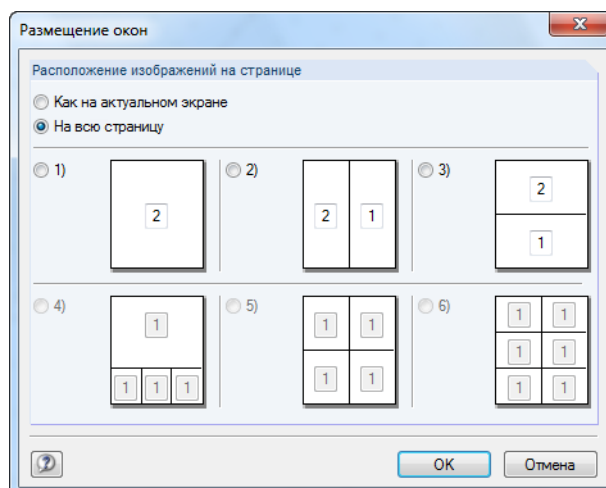 Размещение окон
Расположение изображений на странице
Как на актуальном экране
На всю страницу
1) 2 2) 2 1 3) 2
1
4) 1 5) 1 1 6) 1 1
1 1
1 1 1 1 1 1 1
OK Отмена